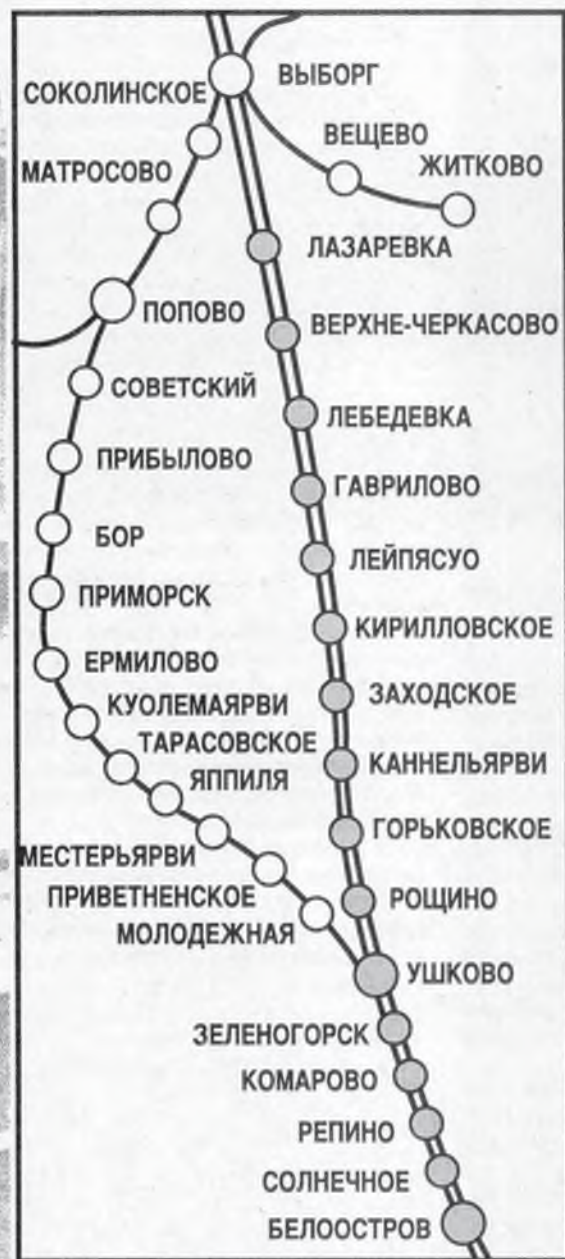 ВЫБОРГ
СОКОЛИНСКОЕ
ВЕЩЕВО
ЖИТКОВО
МАТРОСОВО
ЛАЗАРЕВКА
ПОПОВО
ВЕРХНЕ-ЧЕРКАСОВО
СОВЕТСКИЙ
ЛЕБЕДЕВКА
ПРИБЫЛОВО
ГАВРИЛОВО
БОР
ЛЕЙПЯСУО
ПРИМОРСК
КИРИЛЛОВСКОЕ
ЕРМИЛОВО
ЗАХОДСКОЕ
КУОЛЕМАЯРВИ
ТАРАСОВСКОЕ
КАННЕЛЬЯРВИ
ЯППИЛЯ
ГОРЬКОВСКОЕ
МЕСТЕРЬЯРВИ
ПРИВЕТНЕНСКОЕ
РОЩИНО
МОЛОДЕЖНАЯ
УШКОВО
ЗЕЛЕНОГОРСК
КОМАРОВО
РЕПИНО
СОЛНЕЧНОЕ
БЕЛООСТРОВ